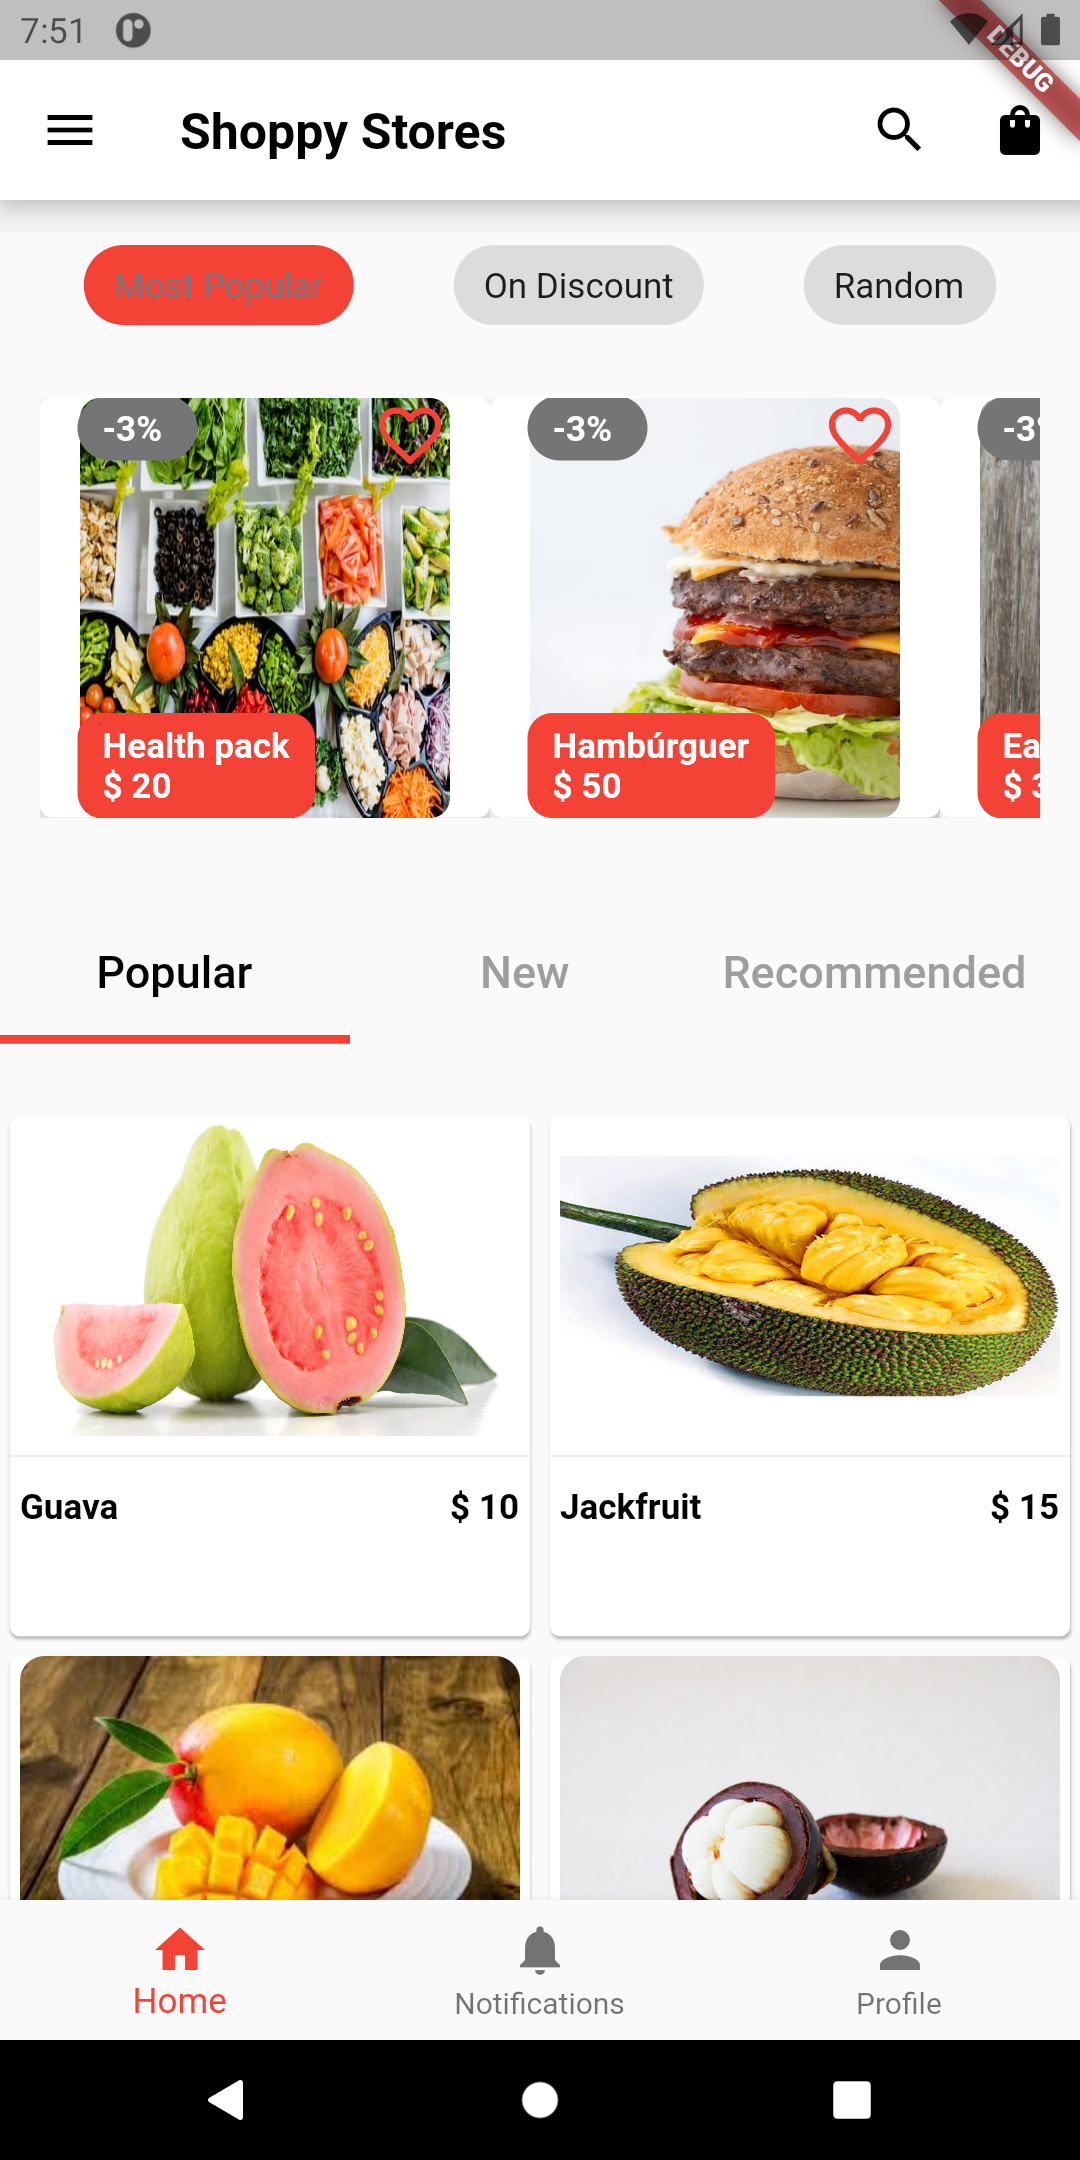 7:51
DEBUG
Shoppy Stores
Most Popular
On Discount
Random
-3%
-3%
-3
Health pack
$ 20
Hambúrguer
$ 50
Ea
$ 3
Popular
New
Recommended
Guava
$ 10
Jackfruit
$ 15
Home
Notifications
Profile